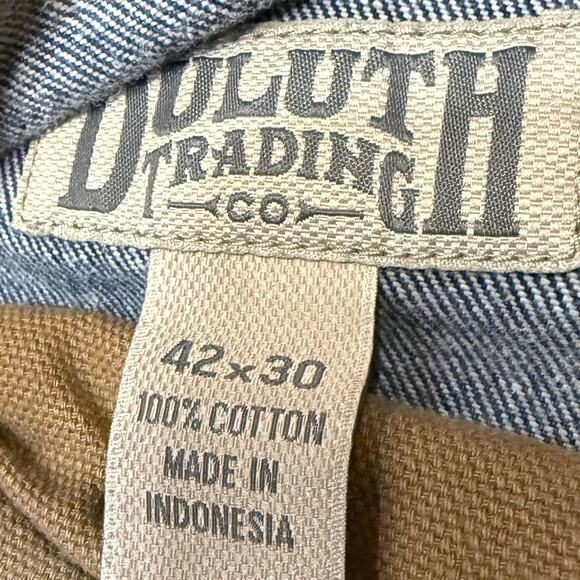 DULUTH
TRADING
CO
42x30
100% COTTON
MADE IN
INDONESIA